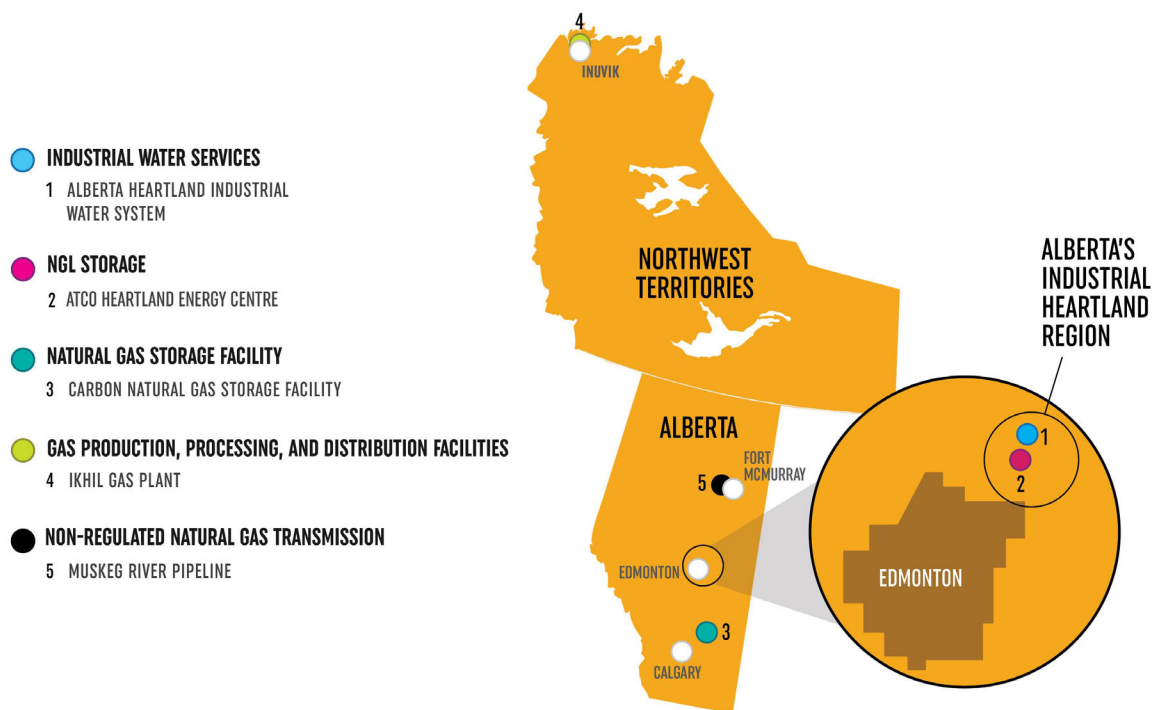 INDUSTRIAL WATER SERVICES
1 ALBERTA HEARTLAND INDUSTRIAL
WATER SYSTEM
NGL STORAGE
2 ATCO HEARTLAND ENERGY CENTRE
NATURAL GAS STORAGE FACILITY
3 CARBON NATURAL GAS STORAGE FACILITY
GAS PRODUCTION, PROCESSING, AND DISTRIBUTION FACILITIES
4 IKHIL GAS PLANT
NON-REGULATED NATURAL GAS TRANSMISSION
5 MUSKEG RIVER PIPELINE
4
INUVIK
NORTHWEST
TERRITORIES
ALBERTA
FORT
MCMURRAY
5
EDMONTON
3
CALGARY
ALBERTA'S
INDUSTRIAL
HEARTLAND
REGION
1
2
EDMONTON